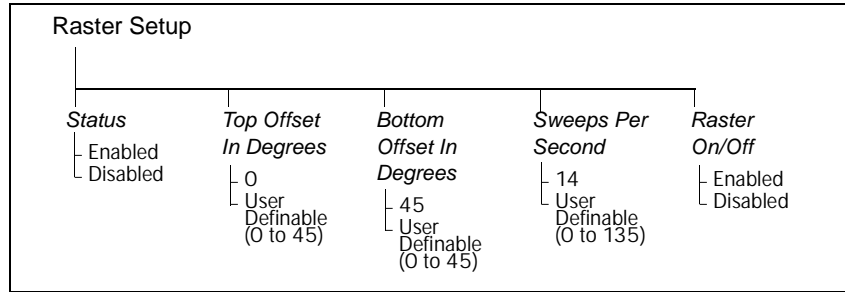 Raster Setup
Status
Enabled
Disabled
Top Offset
In Degrees
0
User
Definable
(0 to 45)
Bottom
Offset In
Degrees
45
User
Definable
(0 to 45)
Sweeps Per
Second
14
User
Definable
(0 to 135)
Raster
On/Off
Enabled
Disabled